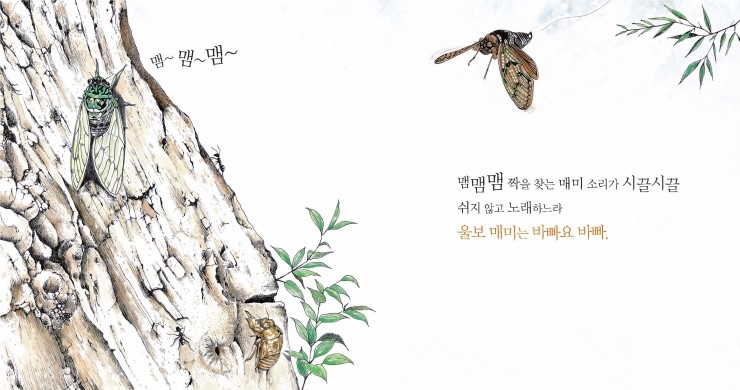 맴~ 맴~ 맴~
맴맴맴 짝을 찾는 매미 소리가 시끌시끌
쉬지 않고 노래하느라
울보 매미는 바빠요 바빠.